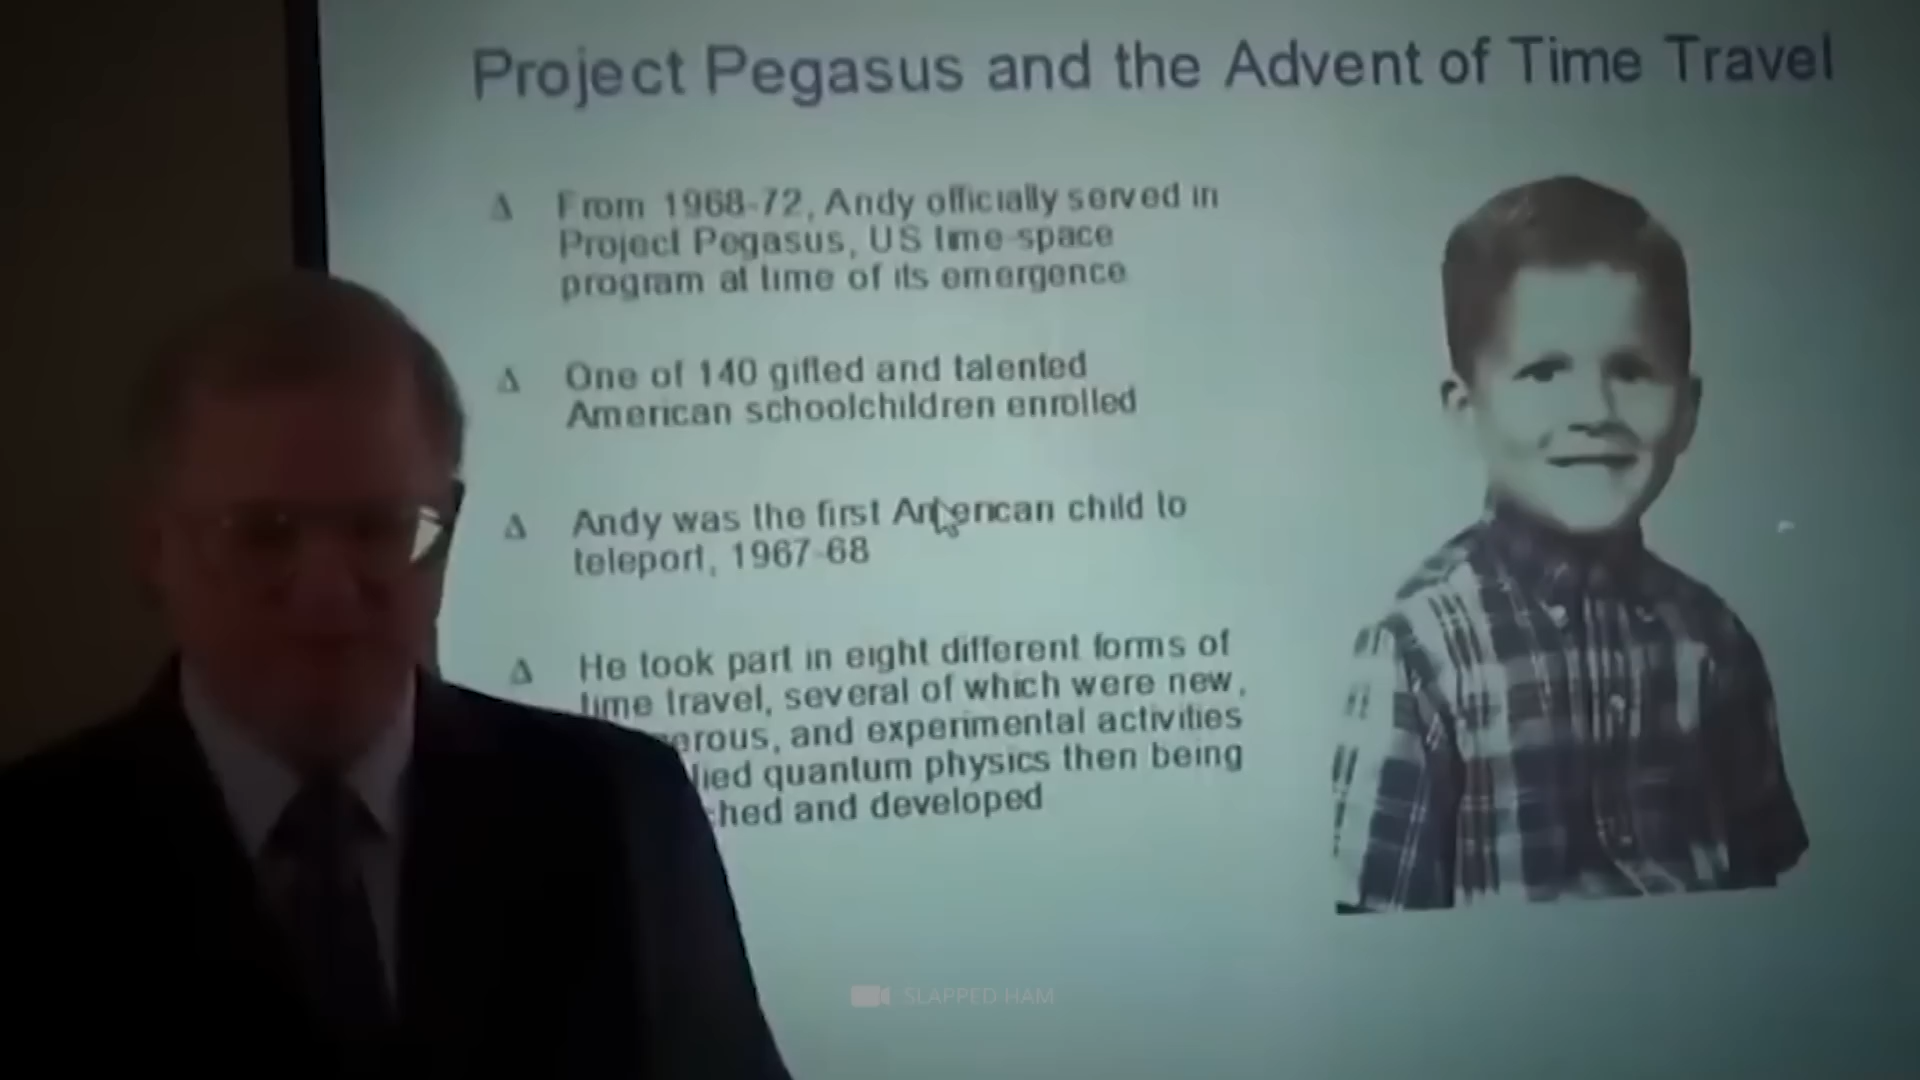 Project Pegasus and the Advent of Time Travel
Δ From 1968-72, Andy officially served in
Project Pegasus, US time-space
program at time of its emergence
Δ One of 140 gifted and talented
American schoolchildren enrolled
Δ Andy was the first American child to
teleport, 1967-68
Δ He took part in eight different forms of
time travel, several of which were new,
erous, and experimental activities
lied quantum physics then being
hed and developed
SLAPPED HAM